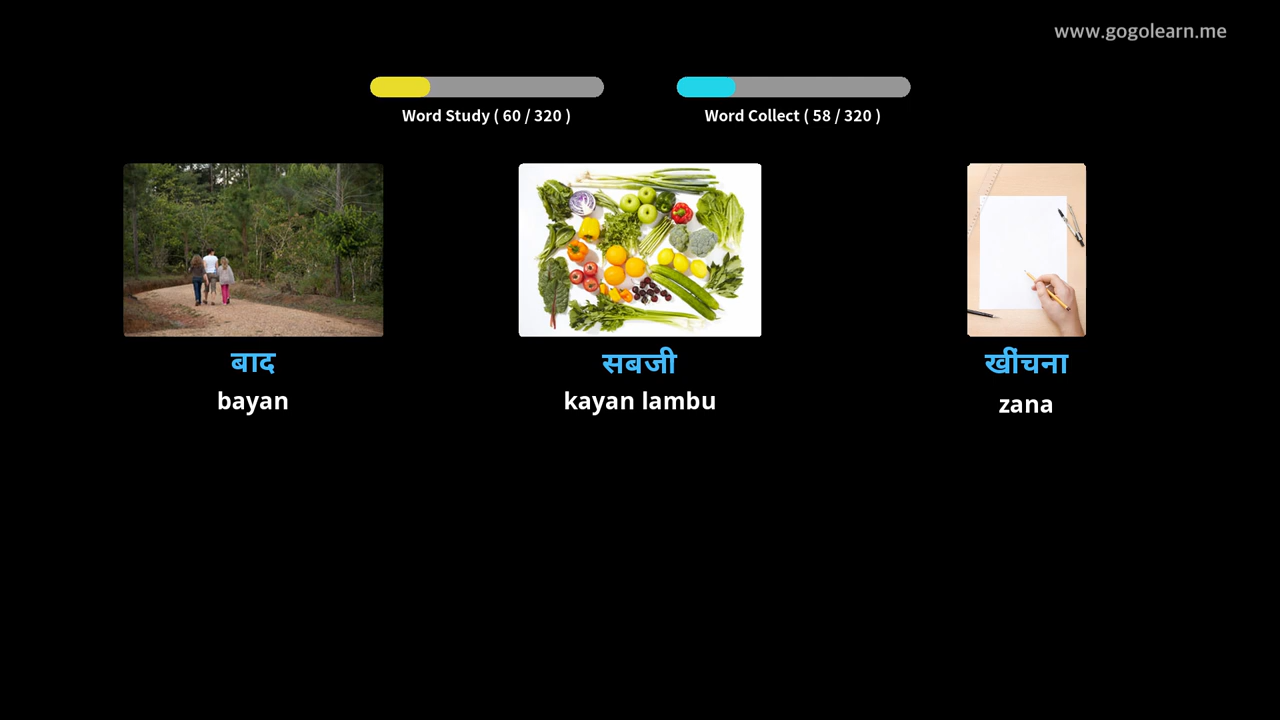 www.gogolearn.me
Word Study ( 60 / 320 )
Word Collect ( 58 / 320 )
बाद
bayan
सबजी
kayan lambu
खींचना
zana